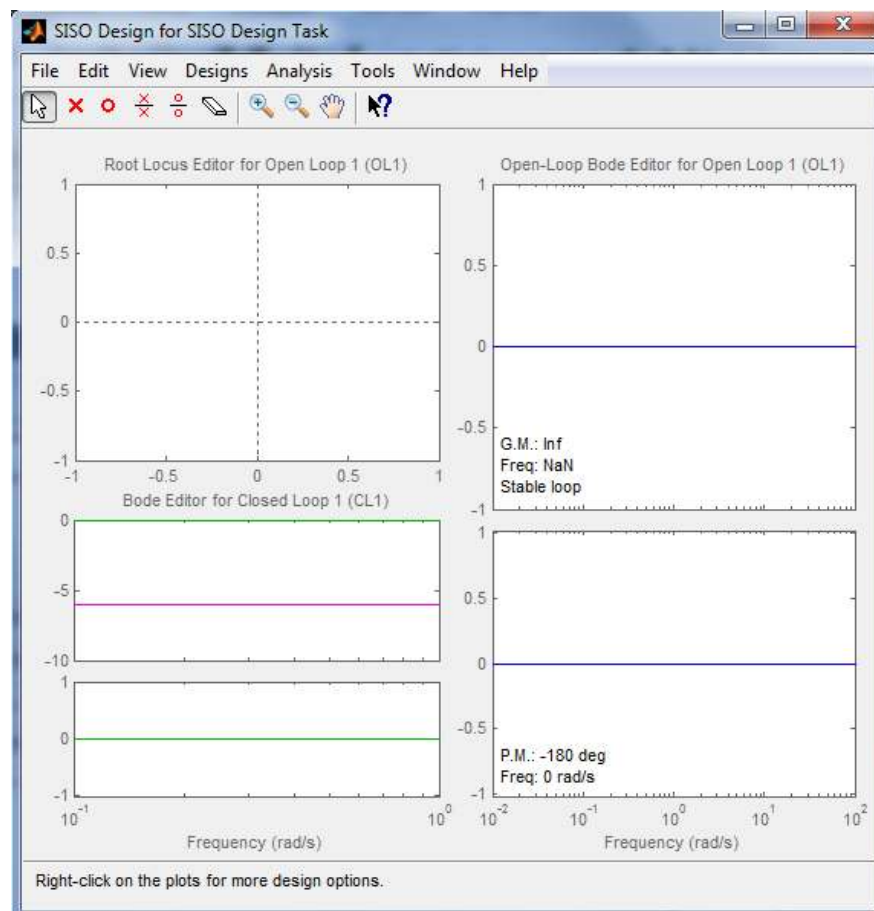 SISO Design for SISO Design Task
File Edit View Designs Analysis Tools Window Help
Root Locus Editor for Open Loop 1 (OL1)
1
0.5
0
-0.5
-1
-1 -0.5 0 0.5 1
Bode Editor for Closed Loop 1 (CL1)
0
-5
-10
1
0
-1
10^-1 10^0
Frequency (rad/s)
Open-Loop Bode Editor for Open Loop 1 (OL1)
1
0.5
0
-0.5
-1
G.M.: Inf
Freq: NaN
Stable loop
1
0.5
0
-0.5
-1
P.M.: -180 deg
Freq: 0 rad/s
10^-2 10^-1 10^0 10^1 10^2
Frequency (rad/s)
Right-click on the plots for more design options.